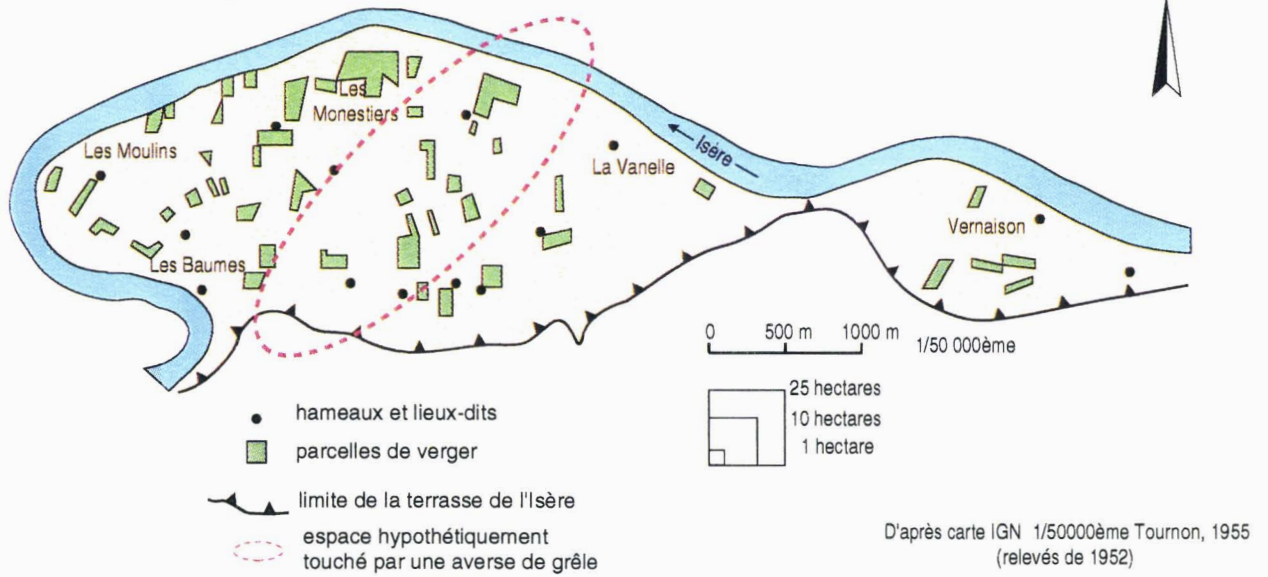 Les
Monestiers
Les Moulins
Isère
La Vanelle
Vernaison
Les Baumes
0 500 m 1000 m
1/50 000ème
25 hectares
10 hectares
1 hectare
hameaux et lieux-dits
parcelles de verger
limite de la terrasse de l'Isère
espace hypothétiquement
touché par une averse de grêle
D'après carte IGN 1/50000ème Tournon, 1955
(relevés de 1952)